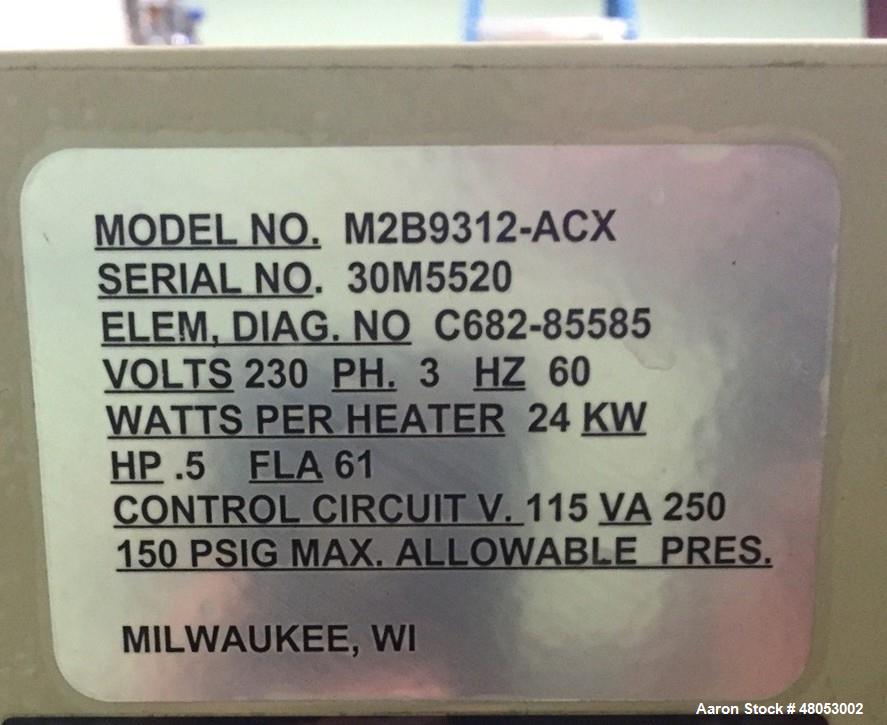 MODEL NO. M2B9312-ACX
SERIAL NO. 30M5520
ELEM, DIAG. NO C682-85585
VOLTS 230 PH. 3 HZ 60
WATTS PER HEATER 24 KW
HP .5 FLA 61
CONTROL CIRCUIT V. 115 VA 250
150 PSIG MAX. ALLOWABLE PRES.
MILWAUKEE, WI
Aaron Stock # 48053002